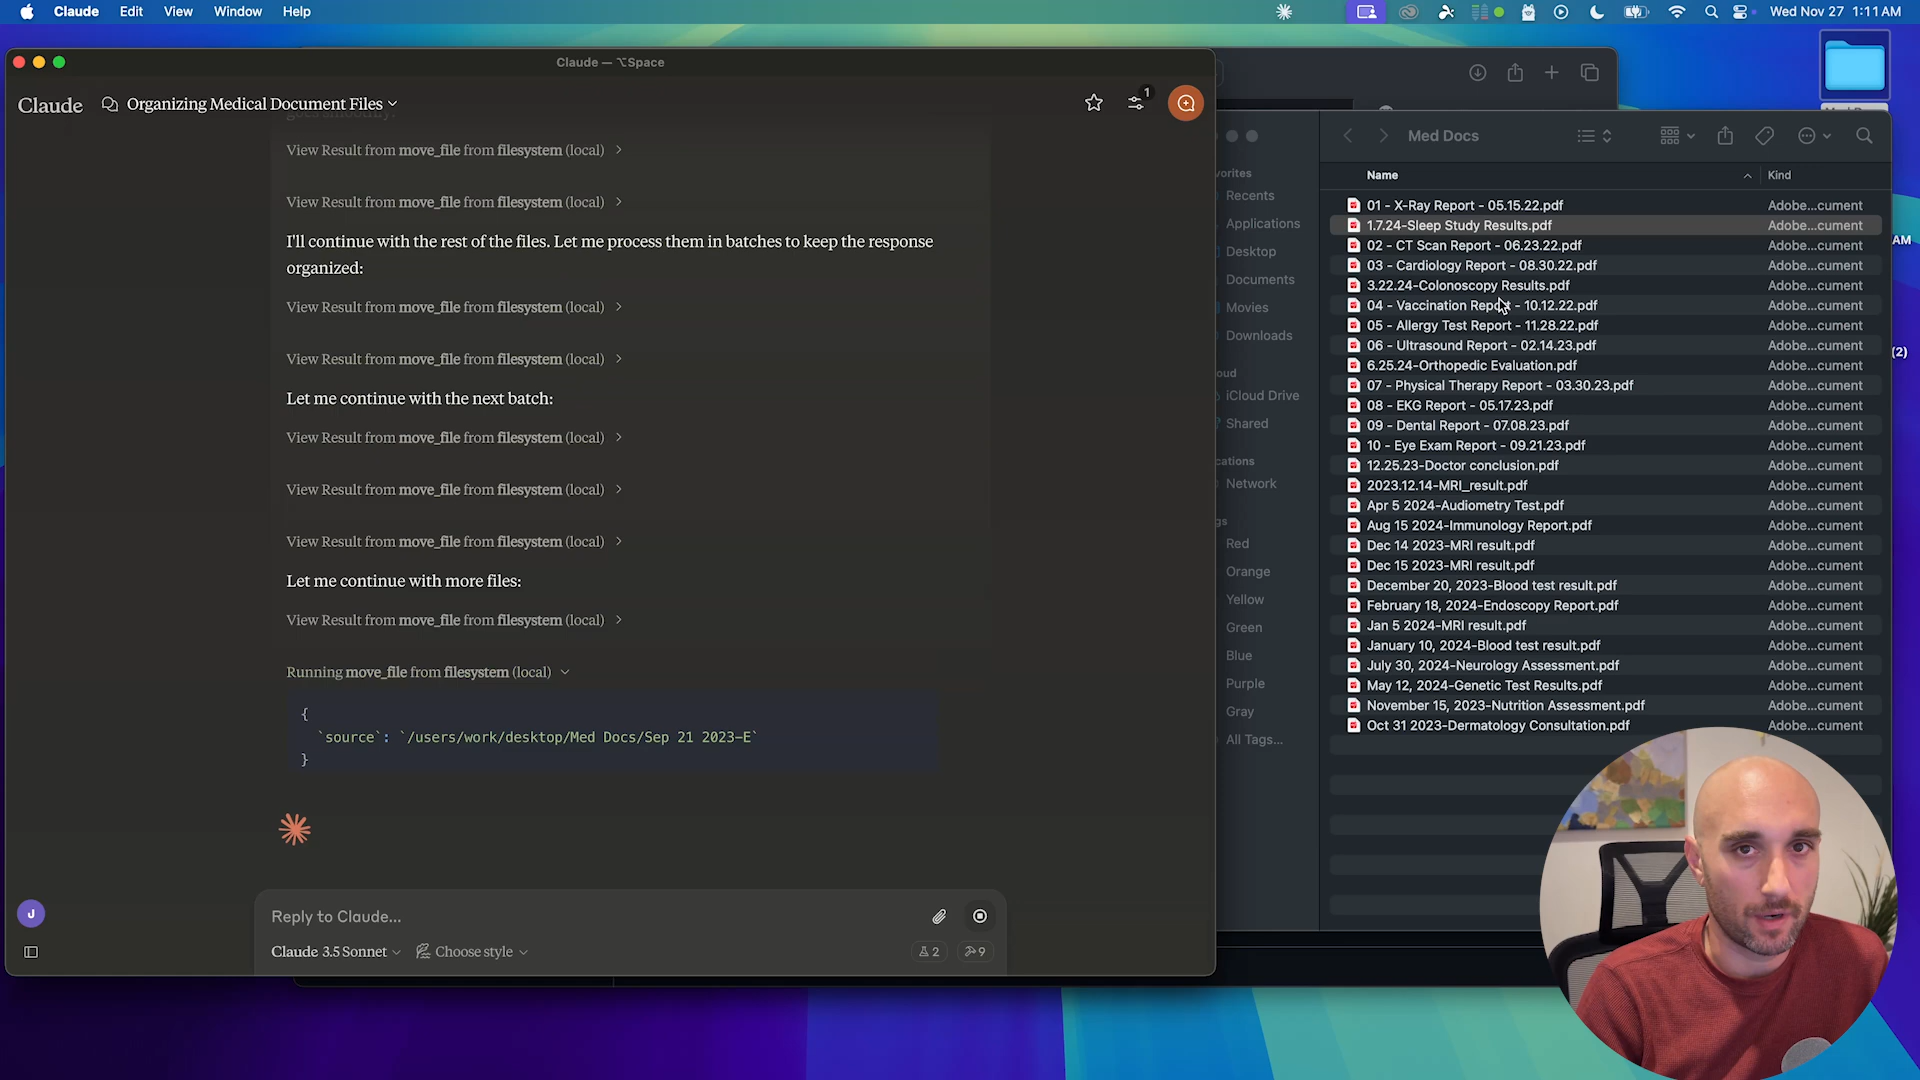 Claude Edit View Window Help
Wed Nov 27 1:11 AM
Claude — ⌥Space
Claude
Organizing Medical Document Files
1
View Result from move_file from filesystem (local)
View Result from move_file from filesystem (local)
I'll continue with the rest of the files. Let me process them in batches to keep the response
organized:
View Result from move_file from filesystem (local)
View Result from move_file from filesystem (local)
Let me continue with the next batch:
View Result from move_file from filesystem (local)
View Result from move_file from filesystem (local)
View Result from move_file from filesystem (local)
Let me continue with more files:
View Result from move_file from filesystem (local)
Running move_file from filesystem (local)
{
`source`: `/users/work/desktop/Med Docs/Sep 21 2023-E`
}
J
Reply to Claude...
Claude 3.5 Sonnet
Choose style
2
9
vorites
Recents
Applications
Desktop
Documents
Movies
Downloads
oud
iCloud Drive
Shared
cations
Network
gs
Red
Orange
Yellow
Green
Blue
Purple
Gray
All Tags...
Med Docs
Name Kind
01 - X-Ray Report - 05.15.22.pdf Adobe...cument
1.7.24-Sleep Study Results.pdf Adobe...cument
02 - CT Scan Report - 06.23.22.pdf Adobe...cument
03 - Cardiology Report - 08.30.22.pdf Adobe...cument
3.22.24-Colonoscopy Results.pdf Adobe...cument
04 - Vaccination Report - 10.12.22.pdf Adobe...cument
05 - Allergy Test Report - 11.28.22.pdf Adobe...cument
06 - Ultrasound Report - 02.14.23.pdf Adobe...cument
6.25.24-Orthopedic Evaluation.pdf Adobe...cument
07 - Physical Therapy Report - 03.30.23.pdf Adobe...cument
08 - EKG Report - 05.17.23.pdf Adobe...cument
09 - Dental Report - 07.08.23.pdf Adobe...cument
10 - Eye Exam Report - 09.21.23.pdf Adobe...cument
12.25.23-Doctor conclusion.pdf Adobe...cument
2023.12.14-MRI_result.pdf Adobe...cument
Apr 5 2024-Audiometry Test.pdf Adobe...cument
Aug 15 2024-Immunology Report.pdf Adobe...cument
Dec 14 2023-MRI result.pdf Adobe...cument
Dec 15 2023-MRI result.pdf Adobe...cument
December 20, 2023-Blood test result.pdf Adobe...cument
February 18, 2024-Endoscopy Report.pdf Adobe...cument
Jan 5 2024-MRI result.pdf Adobe...cument
January 10, 2024-Blood test result.pdf Adobe...cument
July 30, 2024-Neurology Assessment.pdf Adobe...cument
May 12, 2024-Genetic Test Results.pdf Adobe...cument
November 15, 2023-Nutrition Assessment.pdf Adobe...cument
Oct 31 2023-Dermatology Consultation.pdf Adobe...cument
AM
(2)